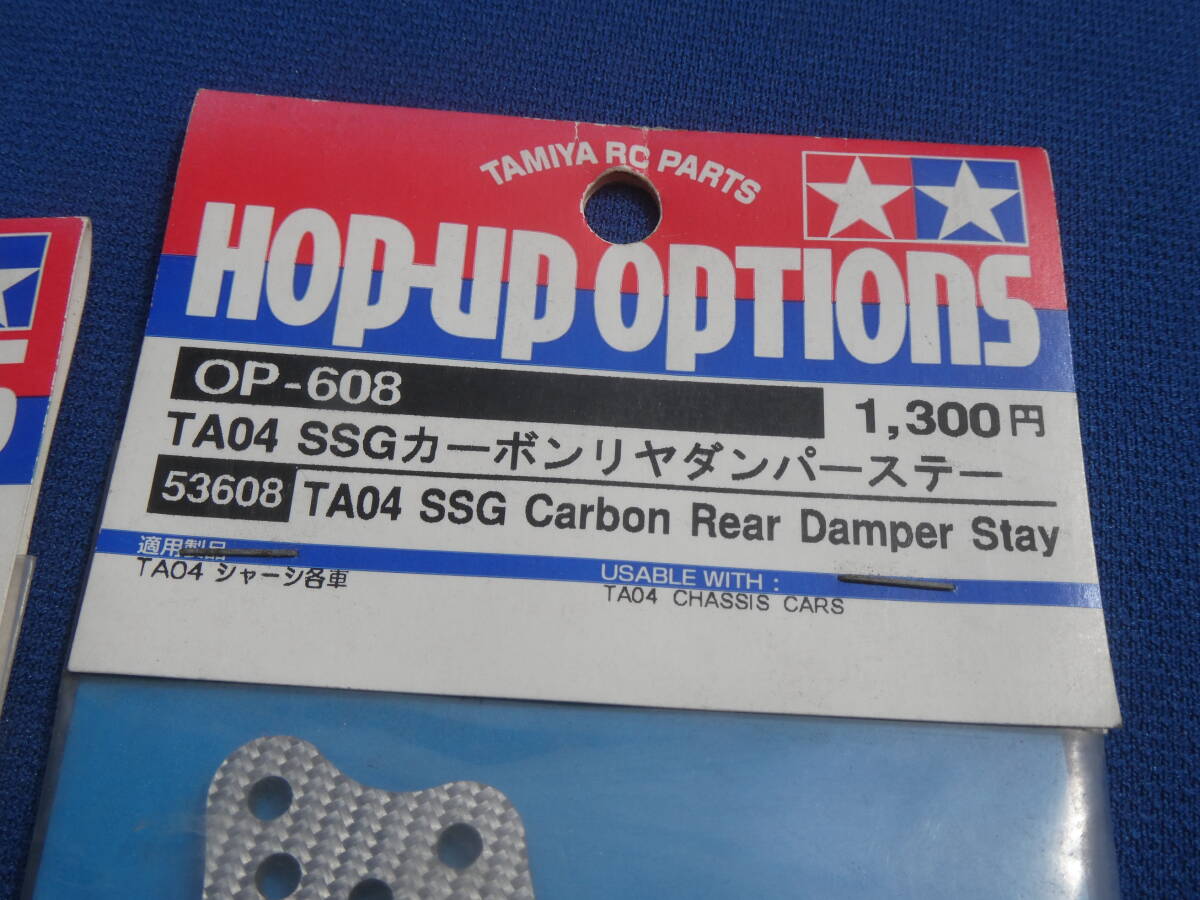 TAMIYA RC PARTS
HOP-UP OPTIONS
OP-608
1,300円
TA04 SSGカーボンリヤダンパーステー
53608 TA04 SSG Carbon Rear Damper Stay
適用製品
TA04 シャーシ各車
USABLE WITH :
TA04 CHASSIS CARS